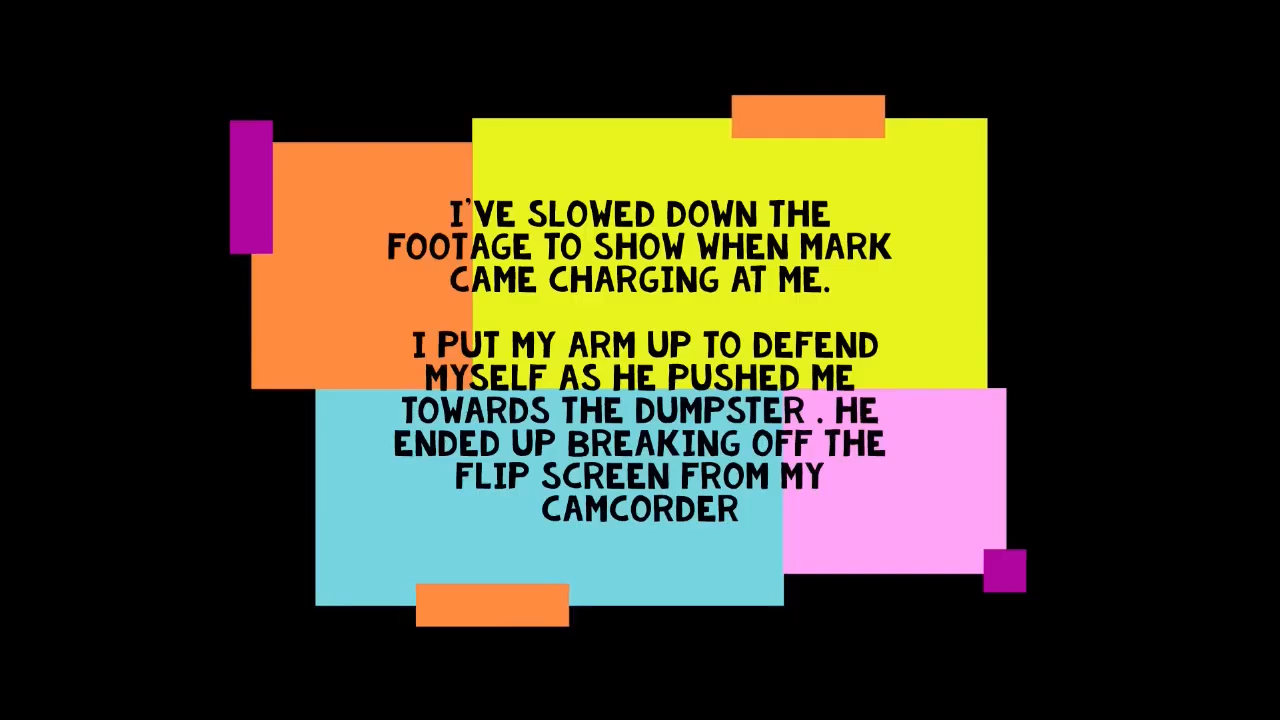 I'VE SLOWED DOWN THE
FOOTAGE TO SHOW WHEN MARK
CAME CHARGING AT ME.
I PUT MY ARM UP TO DEFEND
MYSELF AS HE PUSHED ME
TOWARDS THE DUMPSTER . HE
ENDED UP BREAKING OFF THE
FLIP SCREEN FROM MY
CAMCORDER